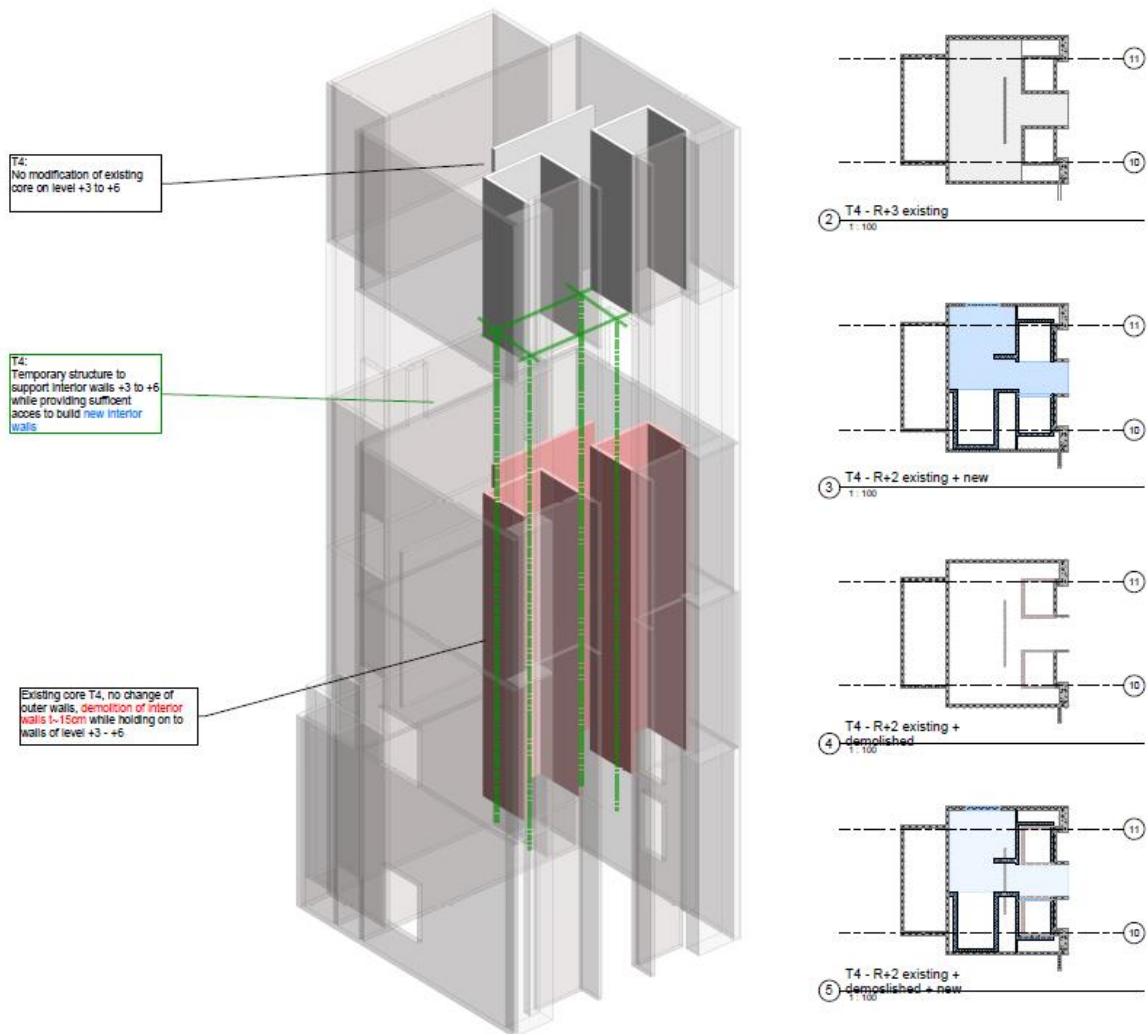 T4:
No modification of existing
core on level +3 to +6
T4:
Temporary structure to
support interior walls +3 to +6
while providing sufficent
acces to build new interior
walls
Existing core T4, no change of
outer walls, demolition of interior
walls t~15cm while holding on to
walls of level +3 - +6
11
10
2
T4 - R+3 existing
1 : 100
11
10
3
T4 - R+2 existing + new
1 : 100
11
10
4
T4 - R+2 existing +
demolished
1 : 100
11
10
5
T4 - R+2 existing +
demoslished + new
1 : 100